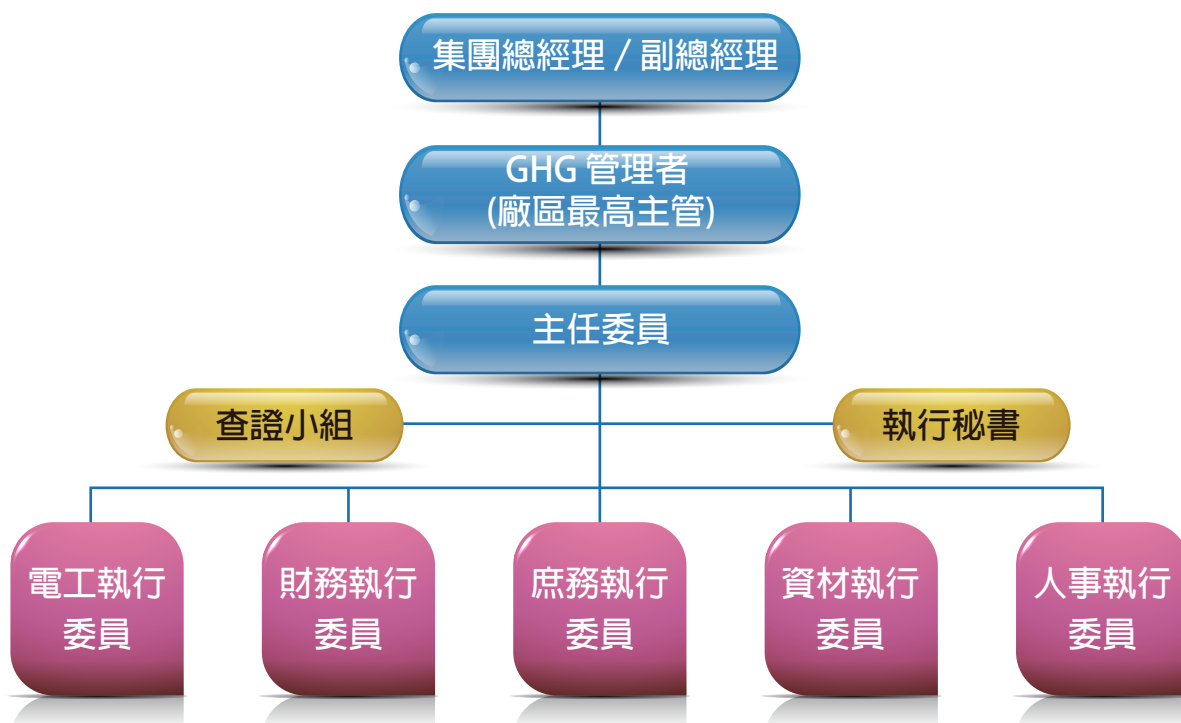 集團總經理 / 副總經理
GHG 管理者
(廠區最高主管)
主任委員
查證小組
執行秘書
電工執行
委員
財務執行
委員
庶務執行
委員
資材執行
委員
人事執行
委員